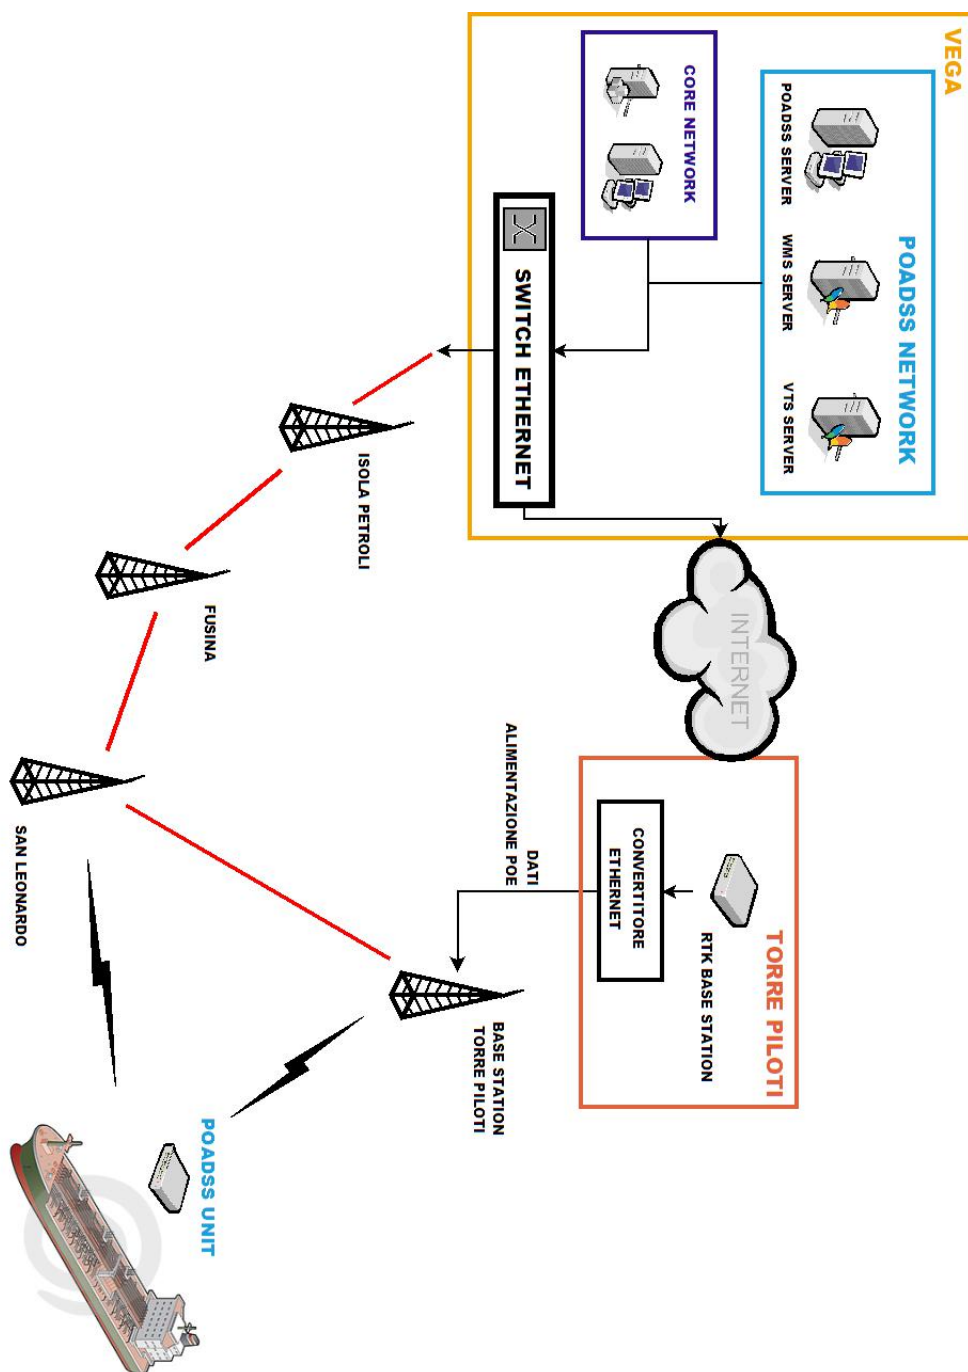 VEGA
POADSS NETWORK
POADSS SERVER
WMS SERVER
VTS SERVER
CORE NETWORK
SWITCH ETHERNET
INTERNET
TORRE PILOTI
RTK BASE STATION
CONVERTITORE
ETHERNET
DATI
ALIMENTAZIONE POE
ISOLA PETROLI
FUSINA
SAN LEONARDO
BASE STATION
TORRE PILOTI
POADSS UNIT